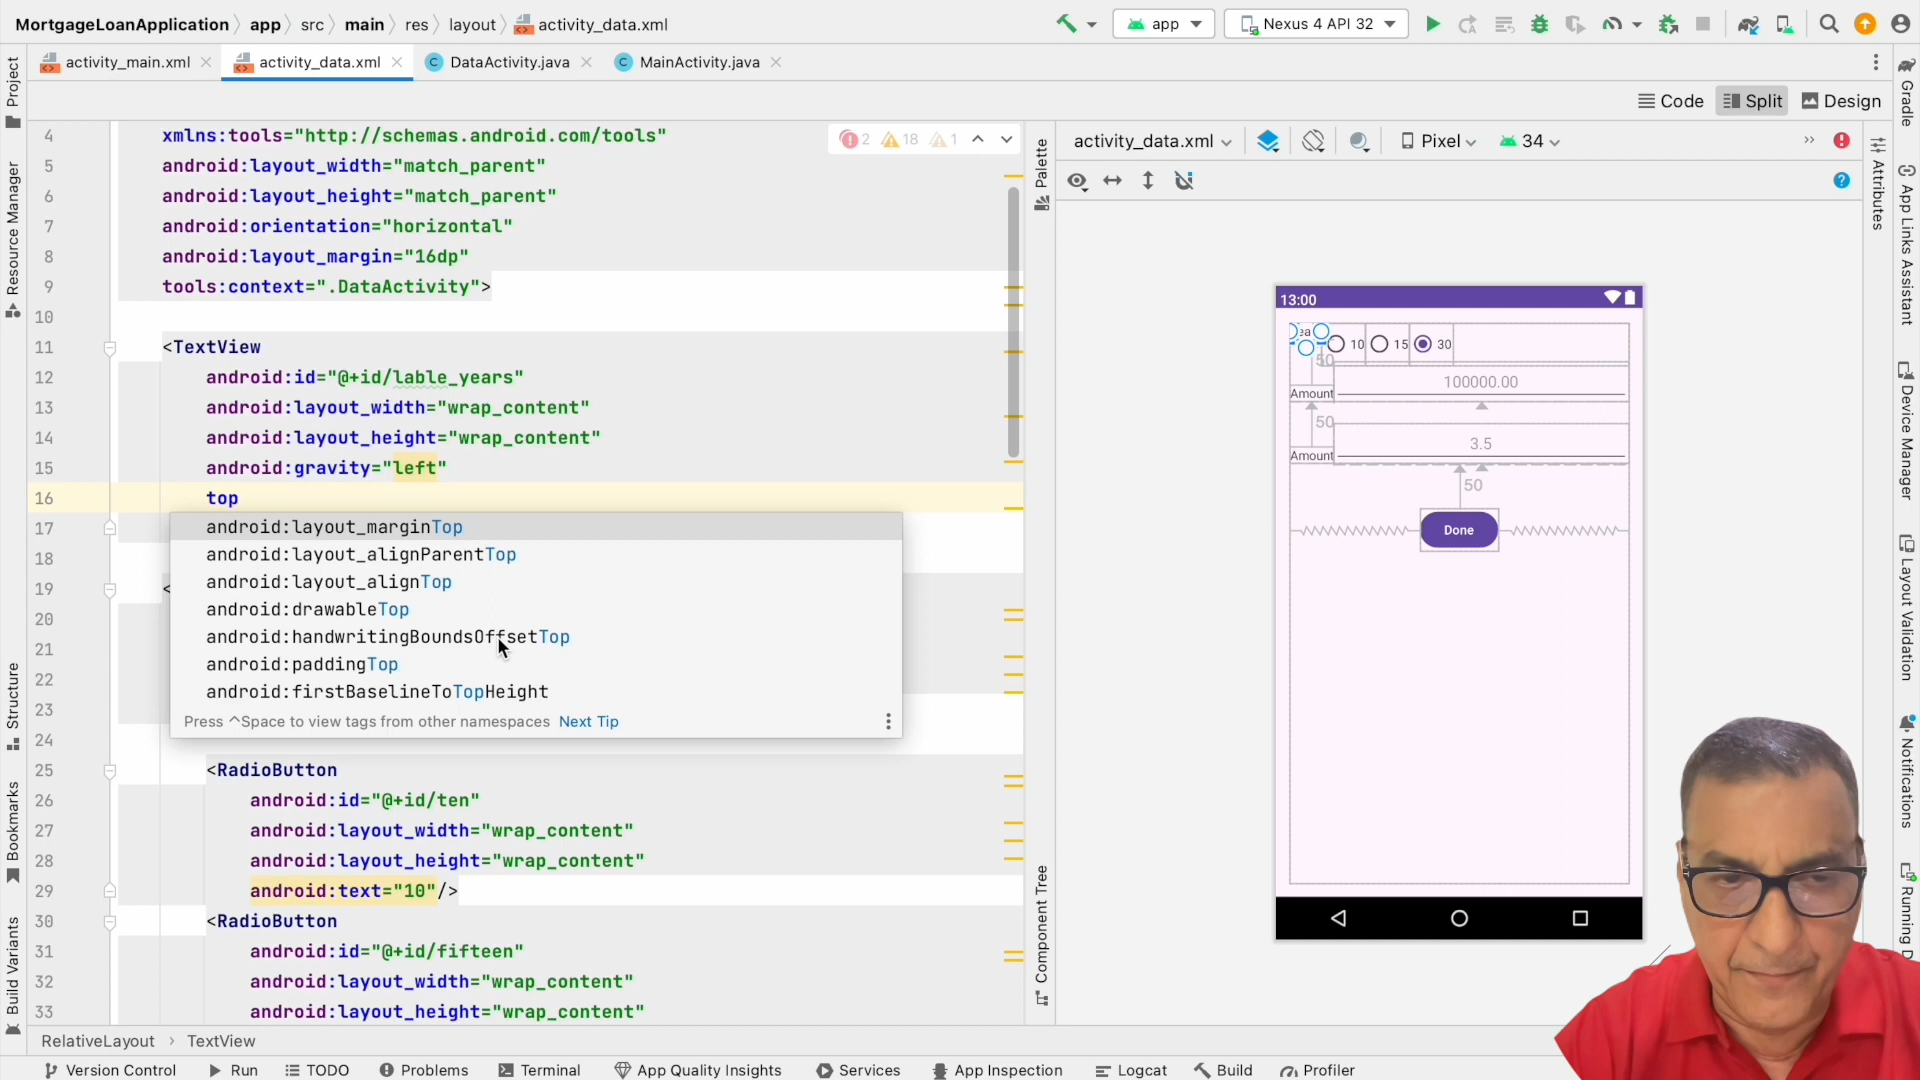 MortgageLoanApplication app src main res layout activity_data.xml
app
Nexus 4 API 32
activity_main.xml
activity_data.xml
DataActivity.java
MainActivity.java
Code
Split
Design
Project
Resource Manager
Structure
Bookmarks
Build Variants
4 xmlns:tools="http://schemas.android.com/tools"
5 android:layout_width="match_parent"
6 android:layout_height="match_parent"
7 android:orientation="horizontal"
8 android:layout_margin="16dp"
9 tools:context=".DataActivity">
10
11 <TextView
12 android:id="@+id/lable_years"
13 android:layout_width="wrap_content"
14 android:layout_height="wrap_content"
15 android:gravity="left"
16 top
17
18
19 <
20
21
22
23
24
25 <RadioButton
26 android:id="@+id/ten"
27 android:layout_width="wrap_content"
28 android:layout_height="wrap_content"
29 android:text="10"/>
30 <RadioButton
31 android:id="@+id/fifteen"
32 android:layout_width="wrap_content"
33 android:layout_height="wrap_content"
2 18 1
android:layout_marginTop
android:layout_alignParentTop
android:layout_alignTop
android:drawableTop
android:handwritingBoundsOffsetTop
android:paddingTop
android:firstBaselineToTopHeight
Press ^Space to view tags from other namespaces Next Tip
Palette
Component Tree
activity_data.xml
Pixel
34
13:00
10 15 30
50
100000.00
Amount
50
3.5
Amount
50
Done
Attributes
Gradle
App Links Assistant
Device Manager
Layout Validation
Notifications
Running D
RelativeLayout › TextView
Version Control
Run
TODO
Problems
Terminal
App Quality Insights
Services
App Inspection
Logcat
Build
Profiler